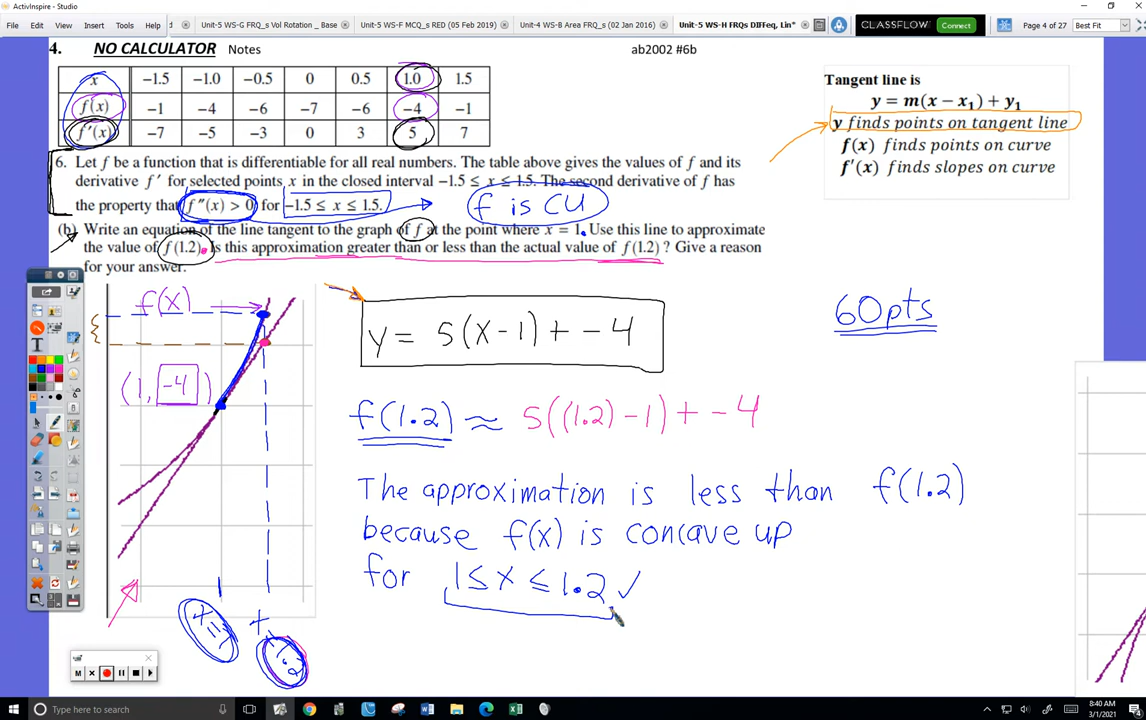 ActivInspire - Studio
File Edit View Insert Tools Help
Unit-5 WS-G FRQ_s Vol Rotation _ Base
Unit-5 WS-F MCQ_s RED (05 Feb 2019)
Unit-4 WS-B Area FRQ_s (02 Jan 2016)
Unit-5 WS-H FRQs DIFFeq, Lin*
CLASSFLOW Connect
Page 4 of 27
Best Fit
4. NO CALCULATOR Notes
ab2002 #6b
x −1.5 −1.0 −0.5 0 0.5 1.0 1.5
f(x) −1 −4 −6 −7 −6 −4 −1
f′(x) −7 −5 −3 0 3 5 7
Tangent line is
y = m(x − x₁) + y₁
y finds points on tangent line
f(x) finds points on curve
f′(x) finds slopes on curve
6. Let f be a function that is differentiable for all real numbers. The table above gives the values of f and its
derivative f′ for selected points x in the closed interval −1.5 ≤ x ≤ 1.5. The second derivative of f has
the property that f″(x) > 0 for −1.5 ≤ x ≤ 1.5.
f is CU
(b) Write an equation of the line tangent to the graph of f at the point where x = 1. Use this line to approximate
the value of f(1.2). Is this approximation greater than or less than the actual value of f(1.2) ? Give a reason
for your answer.
f(x)
(1, -4)
y = 5(x-1) + -4
60pts
f(1.2) ≈ 5((1.2)-1) + -4
The approximation is less than f(1.2)
because f(x) is concave up
for 1 ≤ x ≤ 1.2 ✓
x=1
x=1.2
M
Type here to search
8:40 AM
3/1/2021